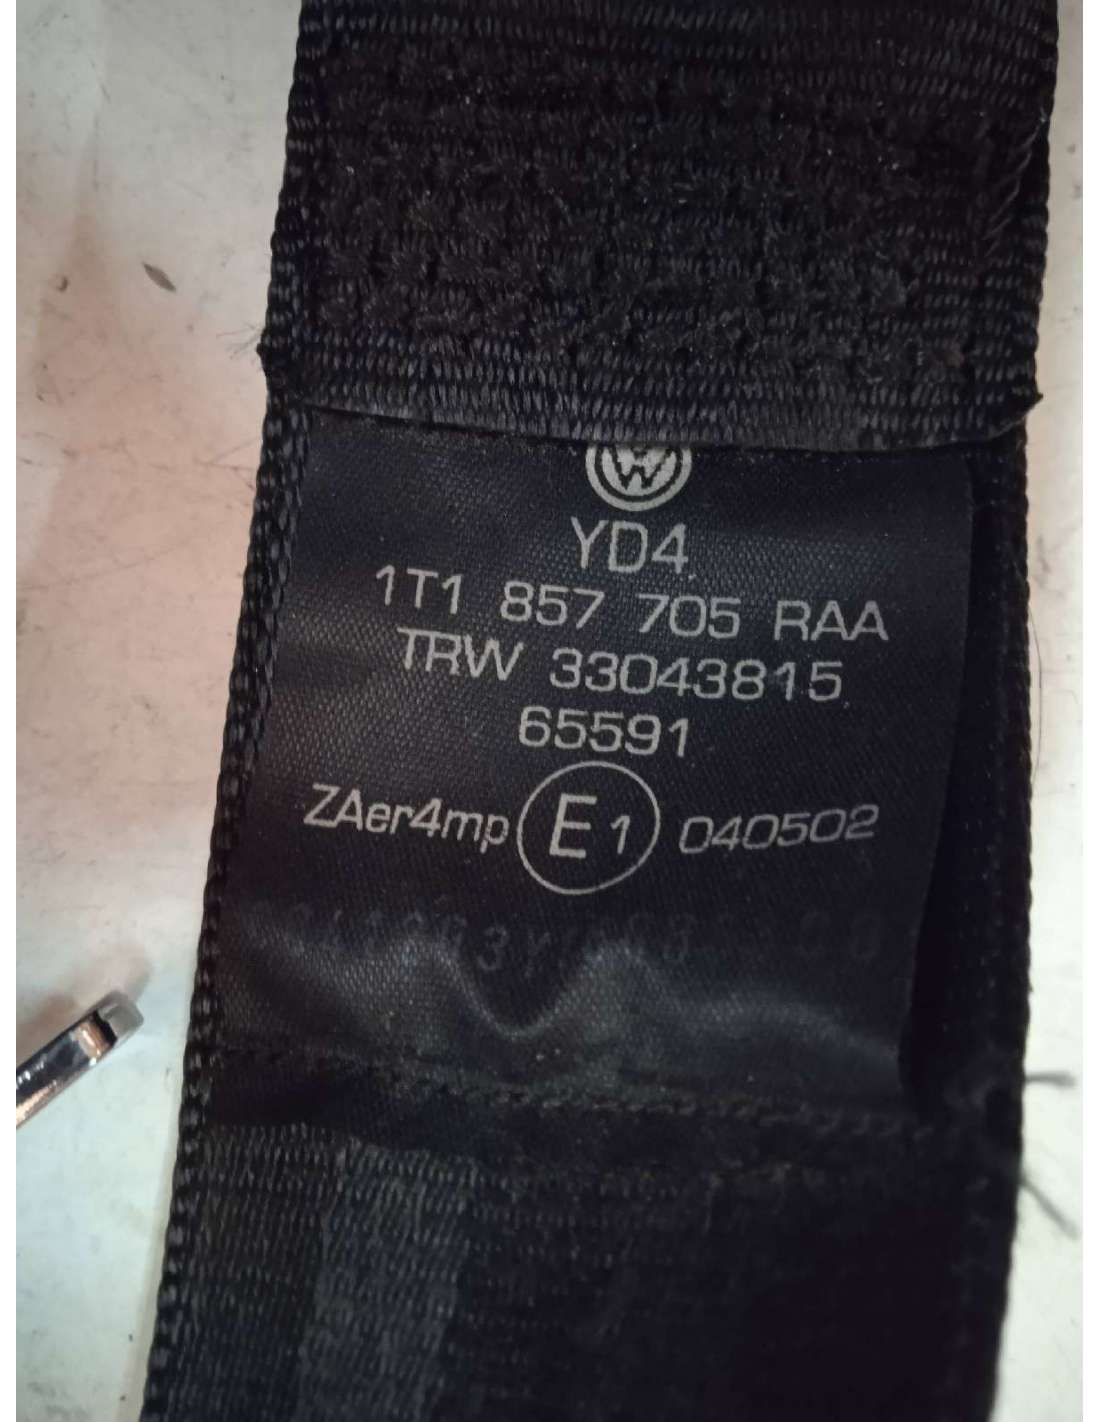 YD4
1T1 857 705 RAA
TRW 33043815
65591
ZAer4mp E1 040502